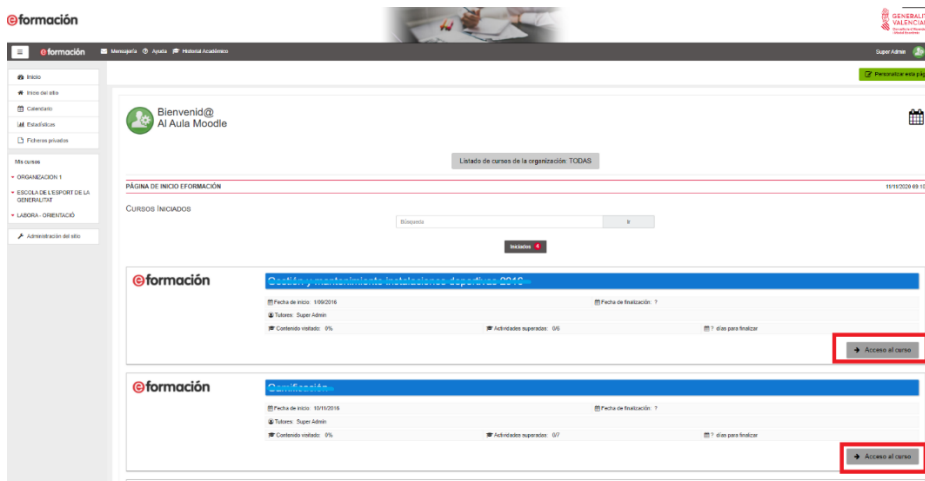 eformación
GENERALIT
VALENCIA
eformación Mensajería Ayuda Historial Académico Super Admin
Inicio
Inicio del sitio
Calendario
Estadísticas
Ficheros privados
Mis cursos
ORGANIZACION 1
ESCOLA DE L'ESPORT DE LA
GENERALITAT
LABORA - ORIENTACIÓ
Administración del sitio
Personalizar esta pág
Bienvenid@
Al Aula Moodle
Listado de cursos de la organización: TODAS
PÁGINA DE INICIO EFORMACIÓN
CURSOS INICIADOS
Búsqueda
Iniciados
eformación
Gestión y mantenimiento instalaciones deportivas 2016
Fecha de inicio: 1/09/2016 Fecha de finalización: ?
Tutores: Super Admin
Contenido visitado: 0% Actividades superadas: 0/6 ? días para finalizar
Acceso al curso
eformación
Gamificación
Fecha de inicio: 10/11/2016 Fecha de finalización: ?
Tutores: Super Admin
Contenido visitado: 0% Actividades superadas: 0/7 ? días para finalizar
Acceso al curso